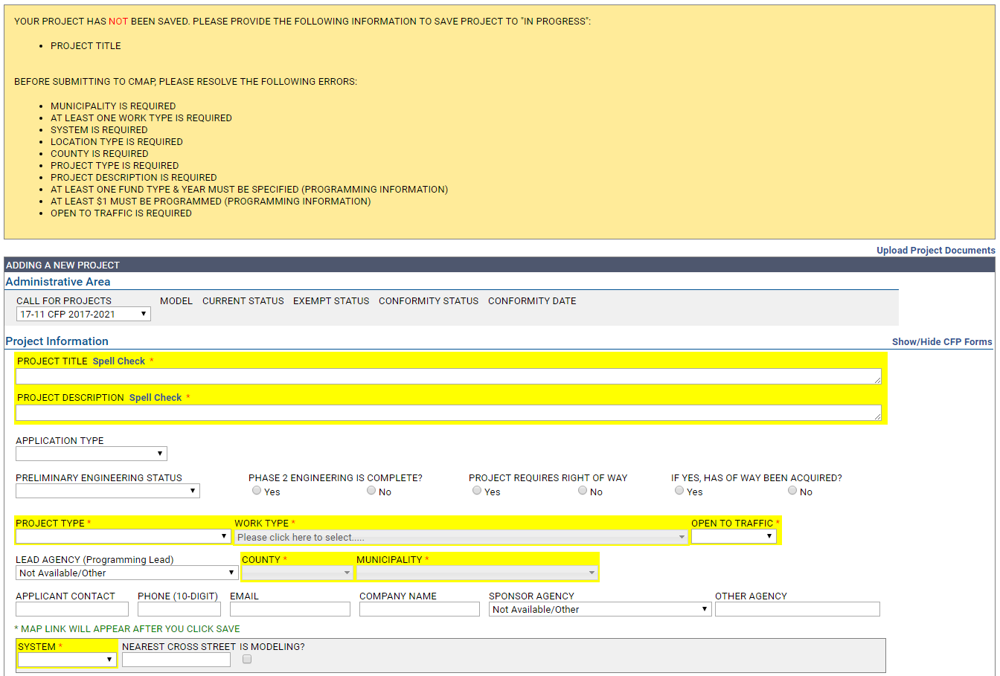 YOUR PROJECT HAS NOT BEEN SAVED. PLEASE PROVIDE THE FOLLOWING INFORMATION TO SAVE PROJECT TO "IN PROGRESS":
• PROJECT TITLE
BEFORE SUBMITTING TO CMAP, PLEASE RESOLVE THE FOLLOWING ERRORS:
• MUNICIPALITY IS REQUIRED
• AT LEAST ONE WORK TYPE IS REQUIRED
• SYSTEM IS REQUIRED
• LOCATION TYPE IS REQUIRED
• COUNTY IS REQUIRED
• PROJECT TYPE IS REQUIRED
• PROJECT DESCRIPTION IS REQUIRED
• AT LEAST ONE FUND TYPE & YEAR MUST BE SPECIFIED (PROGRAMMING INFORMATION)
• AT LEAST $1 MUST BE PROGRAMMED (PROGRAMMING INFORMATION)
• OPEN TO TRAFFIC IS REQUIRED
Upload Project Documents
ADDING A NEW PROJECT
Administrative Area
CALL FOR PROJECTS MODEL CURRENT STATUS EXEMPT STATUS CONFORMITY STATUS CONFORMITY DATE
17-11 CFP 2017-2021
Project Information Show/Hide CFP Forms
PROJECT TITLE Spell Check *
PROJECT DESCRIPTION Spell Check *
APPLICATION TYPE
PRELIMINARY ENGINEERING STATUS PHASE 2 ENGINEERING IS COMPLETE? PROJECT REQUIRES RIGHT OF WAY IF YES, HAS OF WAY BEEN ACQUIRED?
Yes No Yes No Yes No
PROJECT TYPE * WORK TYPE * OPEN TO TRAFFIC *
Please click here to select.....
LEAD AGENCY (Programming Lead) COUNTY * MUNICIPALITY *
Not Available/Other
APPLICANT CONTACT PHONE (10-DIGIT) EMAIL COMPANY NAME SPONSOR AGENCY OTHER AGENCY
Not Available/Other
* MAP LINK WILL APPEAR AFTER YOU CLICK SAVE
SYSTEM * NEAREST CROSS STREET IS MODELING?